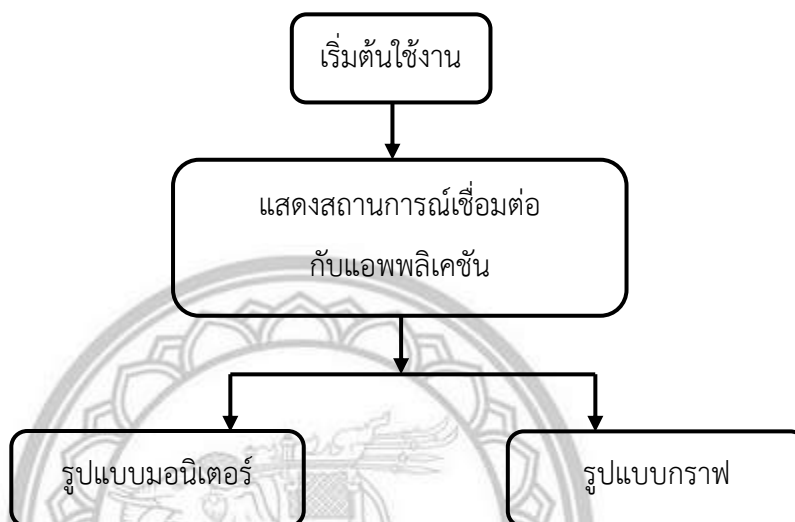 เริ่มต้นใช้งาน
แสดงสถานการณ์เชื่อมต่อ
กับแอพพลิเคชัน
รูปแบบมอนิเตอร์
รูปแบบกราฟ